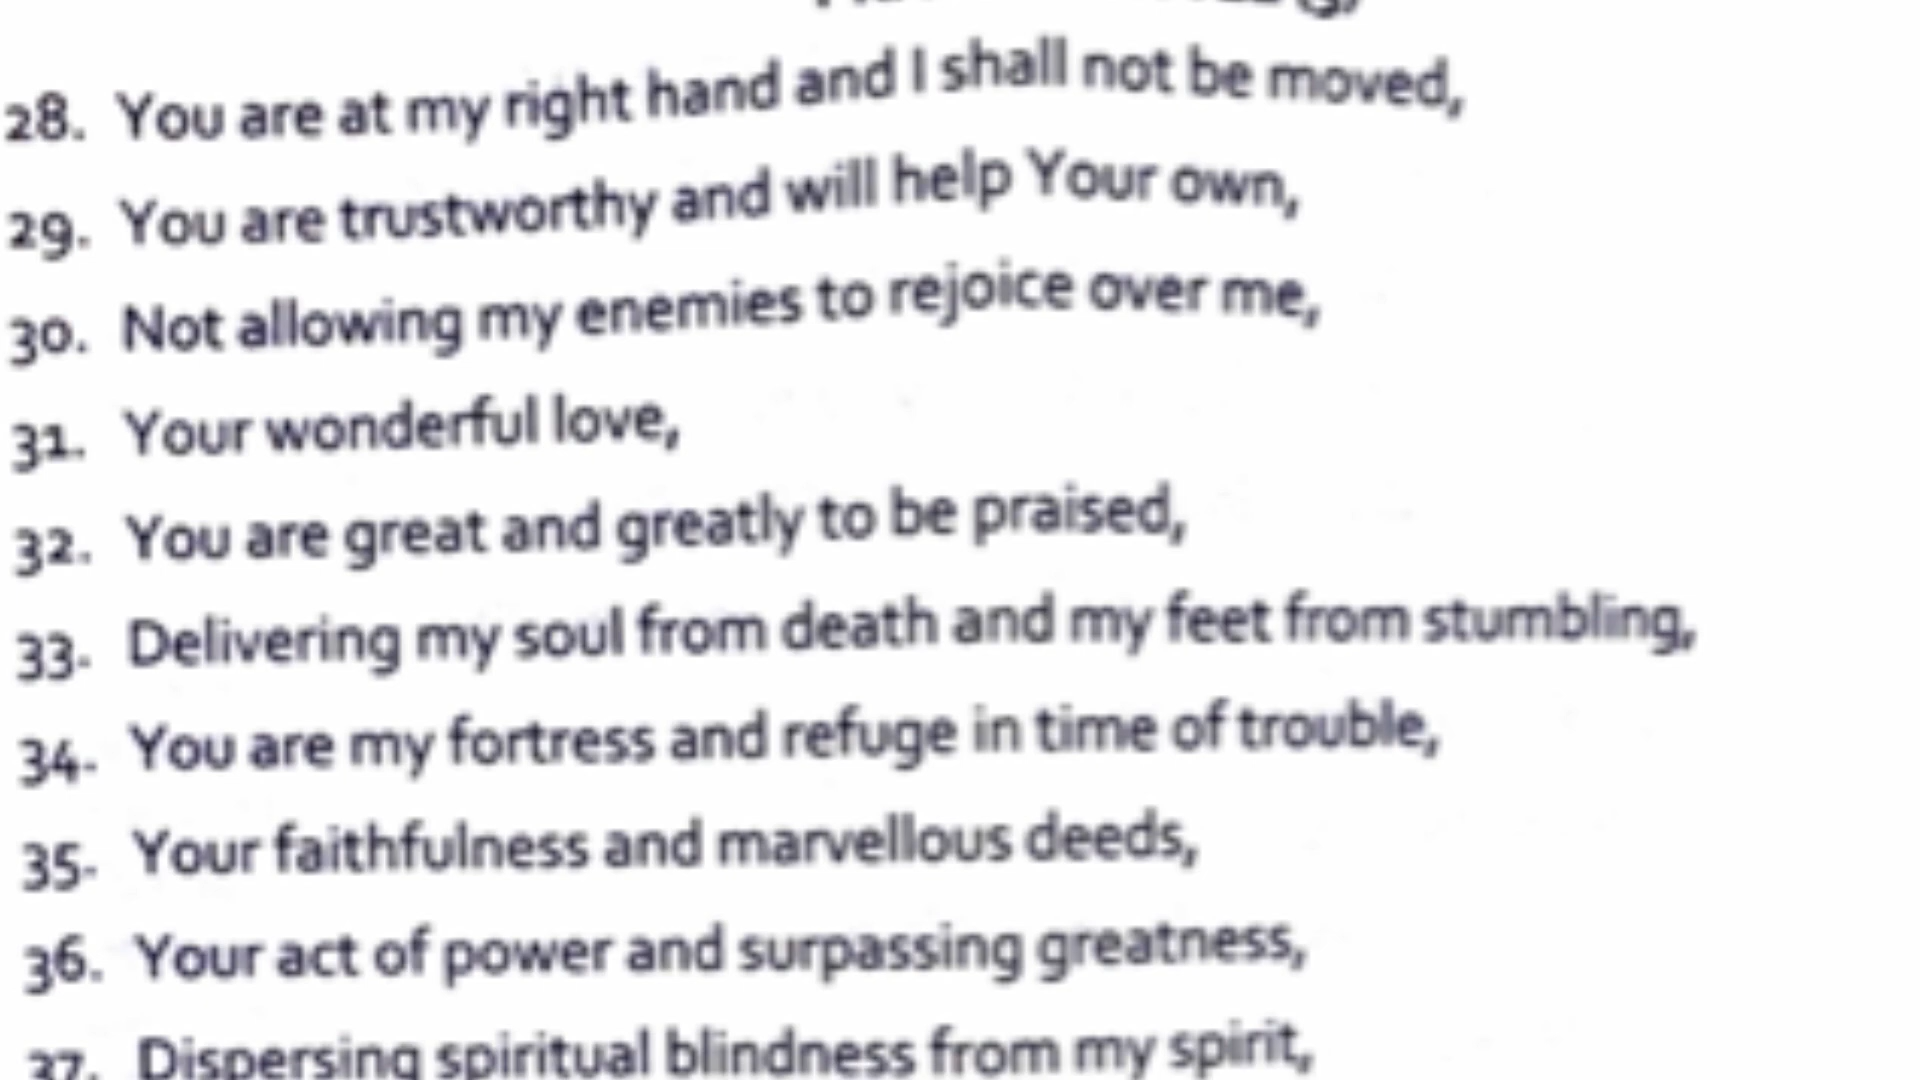 28. You are at my right hand and I shall not be moved,
29. You are trustworthy and will help Your own,
30. Not allowing my enemies to rejoice over me,
31. Your wonderful love,
32. You are great and greatly to be praised,
33. Delivering my soul from death and my feet from stumbling,
34. You are my fortress and refuge in time of trouble,
35. Your faithfulness and marvellous deeds,
36. Your act of power and surpassing greatness,
37. Dispersing spiritual blindness from my spirit,